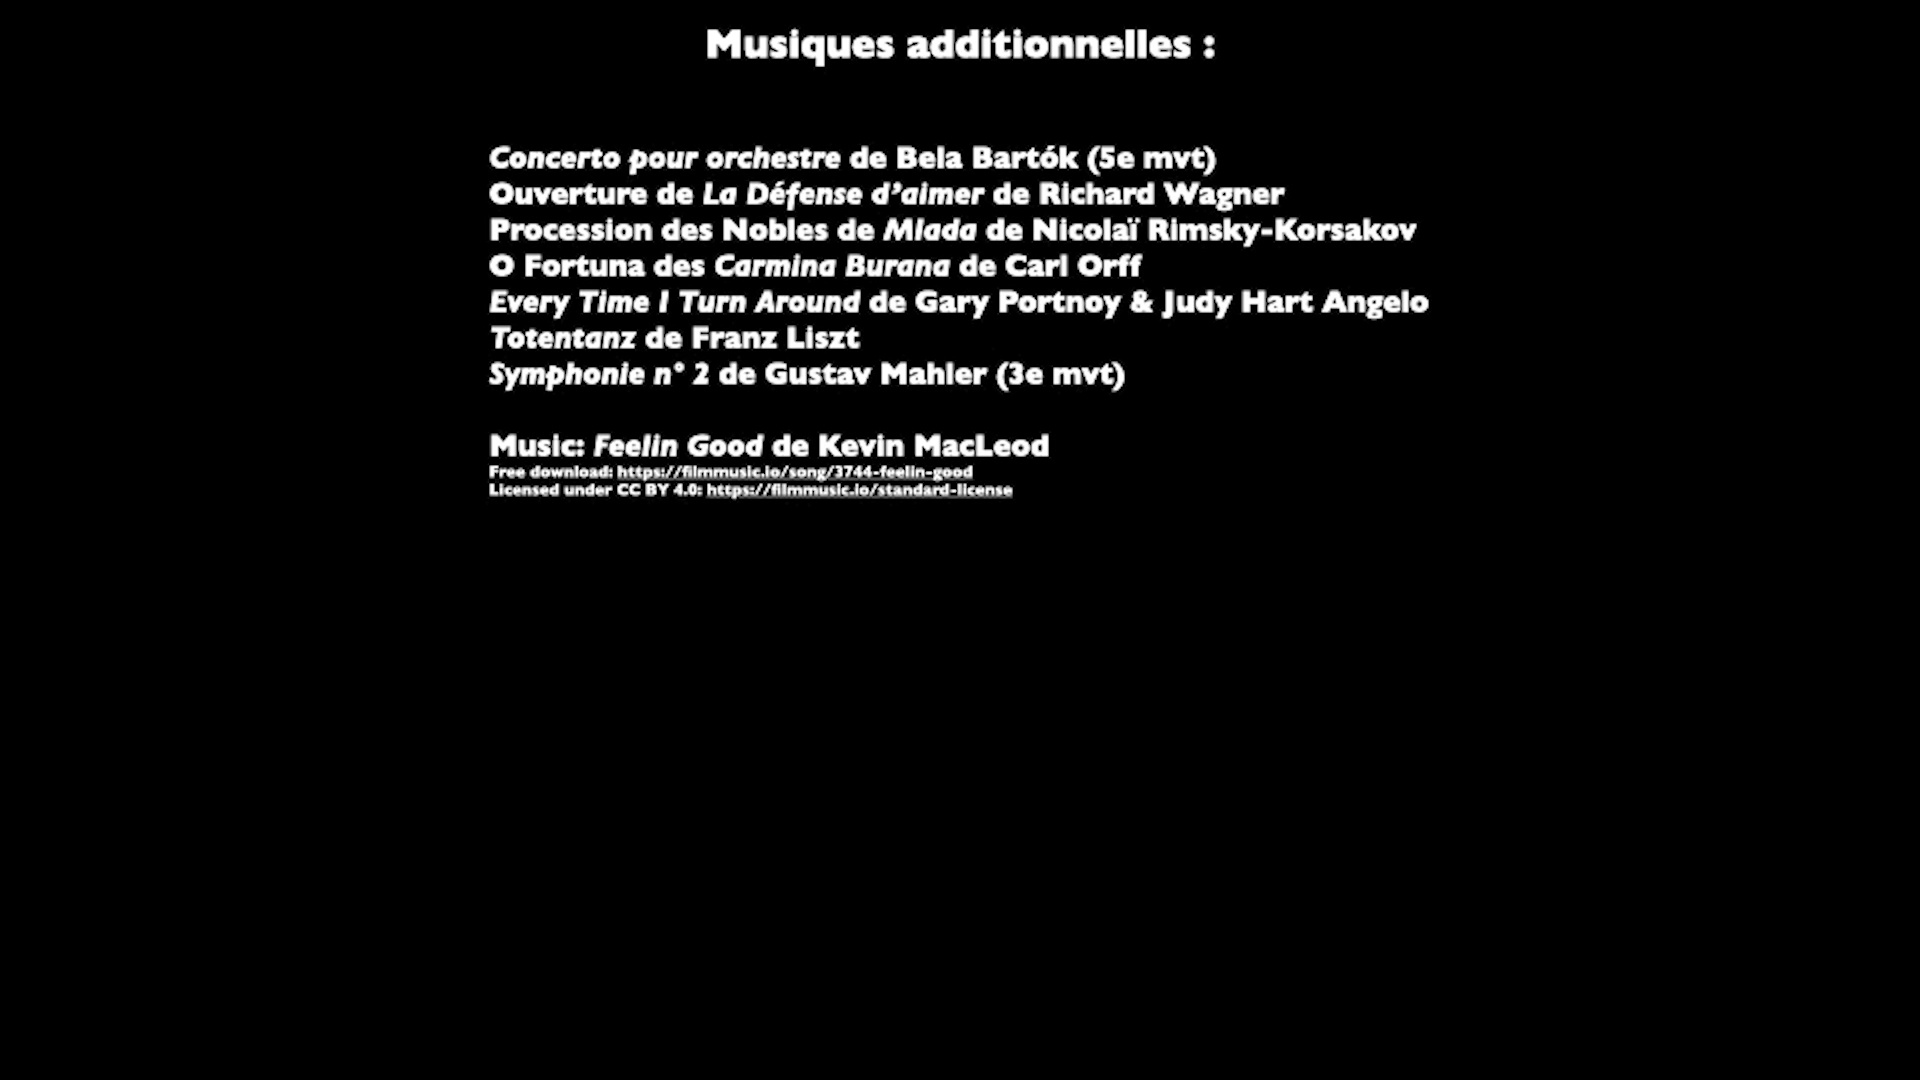 Musiques additionnelles :
Concerto pour orchestre de Bela Bartók (5e mvt)
Ouverture de La Défense d’aimer de Richard Wagner
Procession des Nobles de Mlada de Nicolaï Rimsky-Korsakov
O Fortuna des Carmina Burana de Carl Orff
Every Time I Turn Around de Gary Portnoy & Judy Hart Angelo
Totentanz de Franz Liszt
Symphonie n° 2 de Gustav Mahler (3e mvt)
Music: Feelin Good de Kevin MacLeod
Free download: https://filmmusic.io/song/3744-feelin-good
Licensed under CC BY 4.0: https://filmmusic.io/standard-license